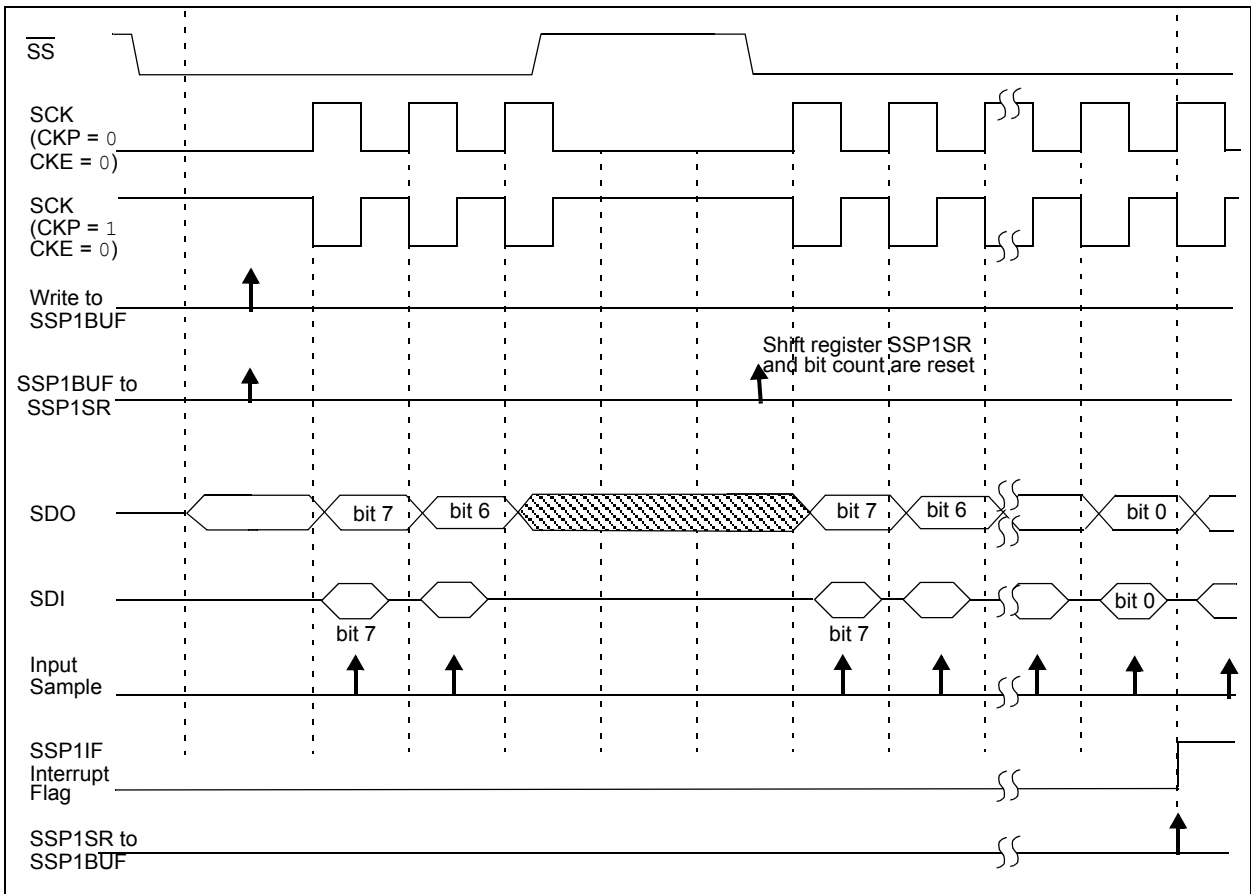 SS
SCK
(CKP = 0
CKE = 0)
SCK
(CKP = 1
CKE = 0)
Write to
SSP1BUF
Shift register SSP1SR
and bit count are reset
SSP1BUF to
SSP1SR
SDO
bit 7
bit 6
bit 7
bit 6
bit 0
SDI
bit 0
bit 7
bit 7
Input
Sample
SSP1IF
Interrupt
Flag
SSP1SR to
SSP1BUF